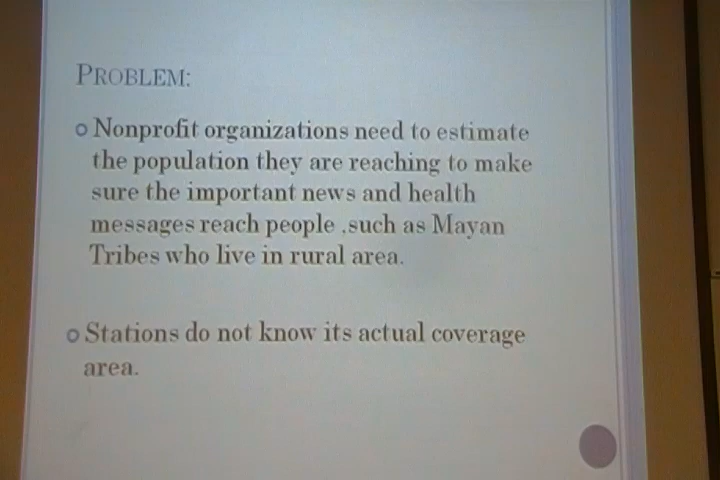 PROBLEM:
Nonprofit organizations need to estimate
the population they are reaching to make
sure the important news and health
messages reach people ,such as Mayan
Tribes who live in rural area.
Stations do not know its actual coverage
area.